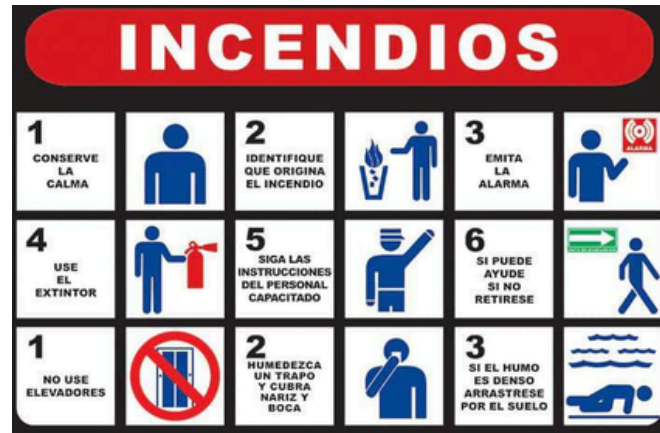 INCENDIOS
1
CONSERVE
LA
CALMA
2
IDENTIFIQUE
QUE ORIGINA
EL INCENDIO
3
EMITA
LA
ALARMA
ALARMA
4
USE
EL
EXTINTOR
5
SIGA LAS
INSTRUCCIONES
DEL PERSONAL
CAPACITADO
6
SI PUEDE
AYUDE
SI NO
RETIRESE
1
NO USE
ELEVADORES
2
HUMEDEZCA
UN TRAPO
Y CUBRA
NARIZ Y
BOCA
3
SI EL HUMO
ES DENSO
ARRASTRESE
POR EL SUELO